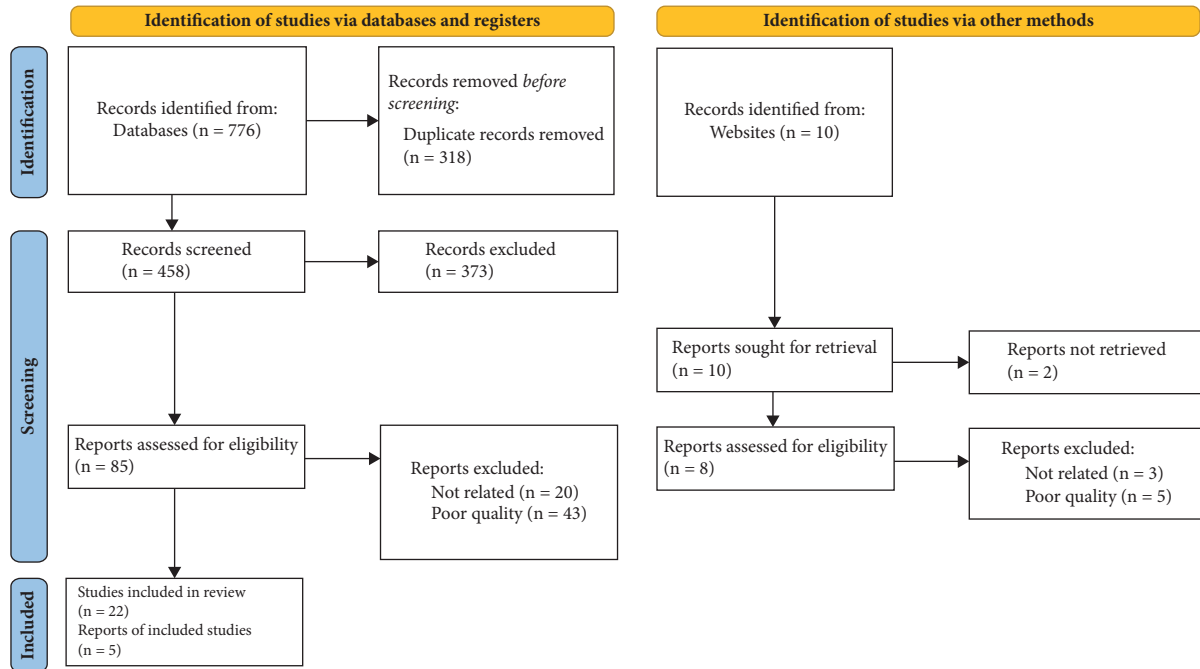 Identification of studies via databases and registers
Identification of studies via other methods
Identification
Records identified from:
Databases (n = 776)
Records removed before
screening:
Duplicate records removed
(n = 318)
Records identified from:
Websites (n = 10)
Screening
Records screened
(n = 458)
Records excluded
(n = 373)
Reports sought for retrieval
(n = 10)
Reports not retrieved
(n = 2)
Reports assessed for eligibility
(n = 85)
Reports excluded:
Not related (n = 20)
Poor quality (n = 43)
Reports assessed for eligibility
(n = 8)
Reports excluded:
Not related (n = 3)
Poor quality (n = 5)
Included
Studies included in review
(n = 22)
Reports of included studies
(n = 5)